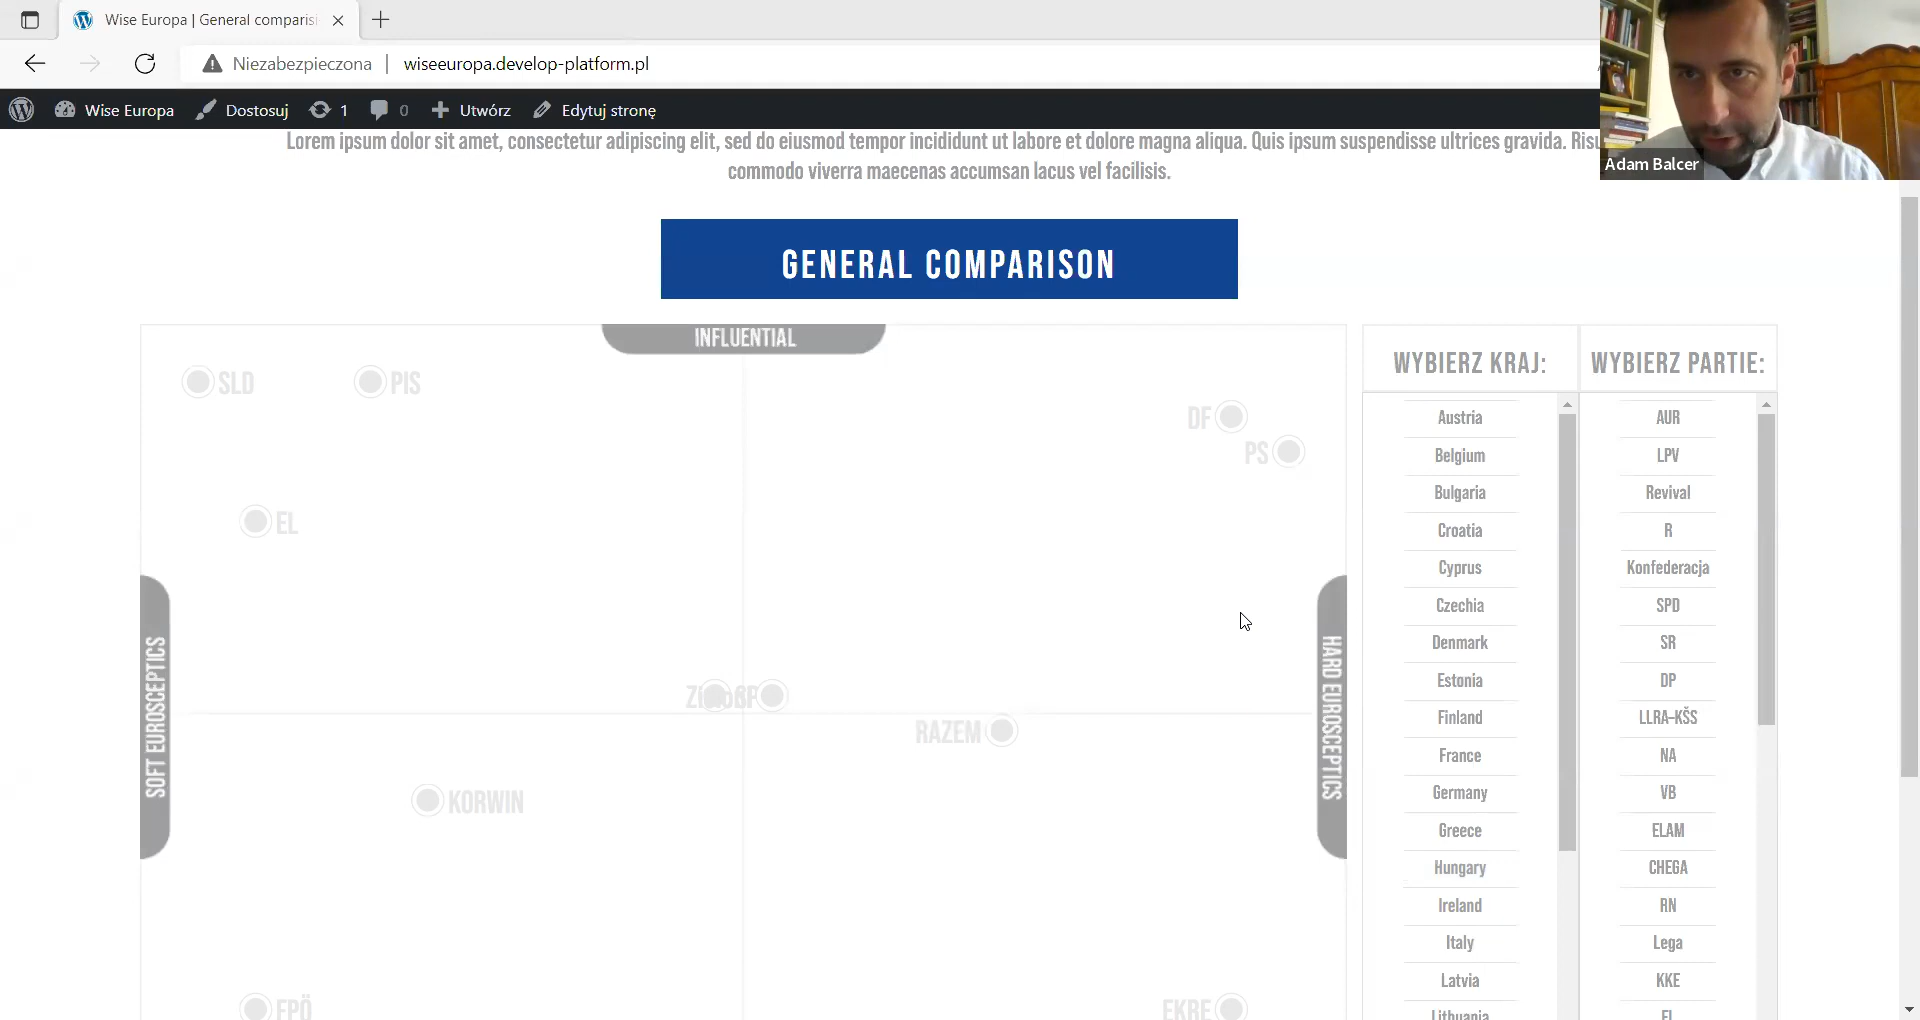 Wise Europa | General comparis
Niezabezpieczona | wiseeuropa.develop-platform.pl
Wise Europa Dostosuj 1 0 Utwórz Edytuj stronę
Adam Balcer
Lorem ipsum dolor sit amet, consectetur adipiscing elit, sed do eiusmod tempor incididunt ut labore et dolore magna aliqua. Quis ipsum suspendisse ultrices gravida. Risu
commodo viverra maecenas accumsan lacus vel facilisis.
GENERAL COMPARISON
INFLUENTIAL
SLD
PIS
DF
PS
EL
SOFT EUROSCEPTICS
HARD EUROSCEPTICS
RAZEM
KORWIN
FPÖ
EKRE
WYBIERZ KRAJ:
Austria
Belgium
Bulgaria
Croatia
Cyprus
Czechia
Denmark
Estonia
Finland
France
Germany
Greece
Hungary
Ireland
Italy
Latvia
Lithuania
WYBIERZ PARTIE:
AUR
LPV
Revival
R
Konfederacja
SPD
SR
DP
LLRA-KŠS
NA
VB
ELAM
CHEGA
RN
Lega
KKE